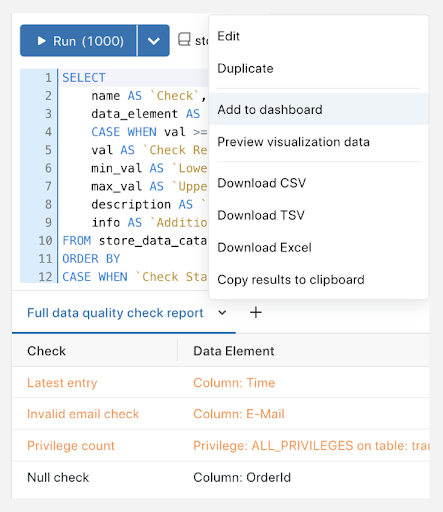 Run (1000)
Edit
Duplicate
Add to dashboard
Preview visualization data
Download CSV
Download TSV
Download Excel
Copy results to clipboard
1 SELECT
2 name AS `Check`,
3 data_element AS
4 CASE WHEN val >=
5 val AS `Check Re
6 min_val AS `Lowe
7 max_val AS `Uppe
8 description AS `
9 info AS `Additio
10 FROM store_data_cata
11 ORDER BY
12 CASE WHEN `Check Sta
Full data quality check report
Check Data Element
Latest entry Column: Time
Invalid email check Column: E-Mail
Privilege count Privilege: ALL_PRIVILEGES on table: tra
Null check Column: OrderId